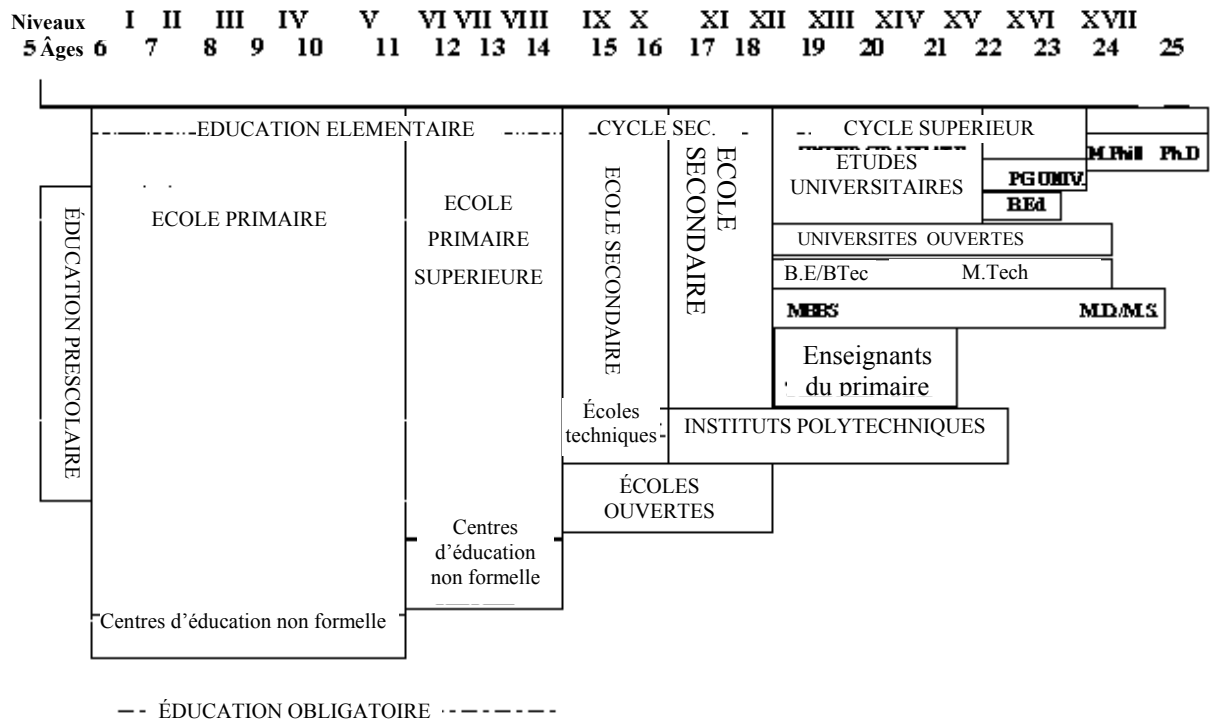 Niveaux I II III IV V VI VII VIII IX X XI XII XIII XIV XV XVI XVII
5 Âges 6 7 8 9 10 11 12 13 14 15 16 17 18 19 20 21 22 23 24 25
EDUCATION ELEMENTAIRE
CYCLE SEC.
CYCLE SUPERIEUR
ÉDUCATION PRESCOLAIRE
ECOLE PRIMAIRE
ECOLE
PRIMAIRE
SUPERIEURE
ECOLE SECONDAIRE
ECOLE
SECONDAIRE
ETUDES
UNIVERSITAIRES
M.Phil Ph.D
PG UNIV.
B.Ed
UNIVERSITES OUVERTES
B.E/BTec M.Tech
MBBS M.D/M.S.
Enseignants
du primaire
Écoles
techniques
INSTITUTS POLYTECHNIQUES
ÉCOLES
OUVERTES
Centres
d’éducation
non formelle
Centres d’éducation non formelle
ÉDUCATION OBLIGATOIRE